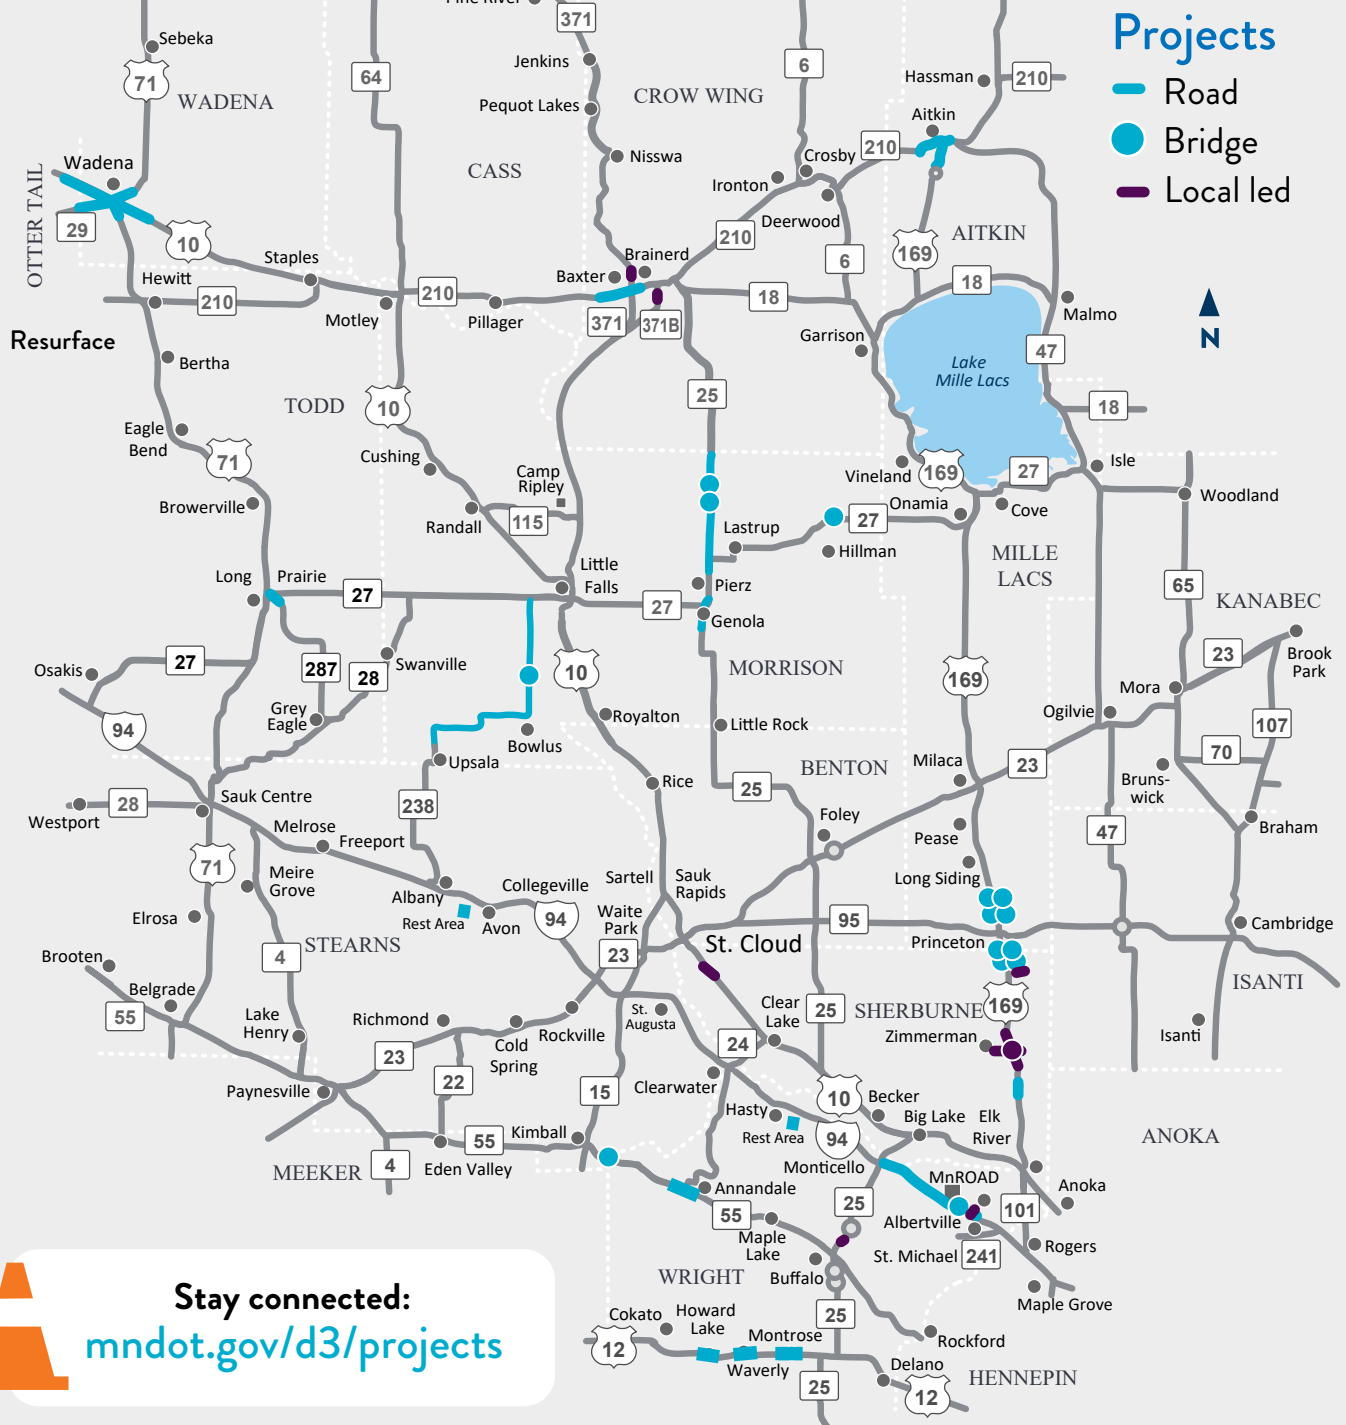 Pine River
371
Projects
Sebeka
71
WADENA
64
Jenkins
6
Hassman
210
Road
Pequot Lakes
CROW WING
Aitkin
Bridge
210
Wadena
CASS
Nisswa
Crosby
Ironton
Local led
OTTER TAIL
29
Deerwood
10
210
AITKIN
169
Staples
Brainerd
6
Hewitt
Baxter
18
210
210
18
Motley
Pillager
371
371B
Malmo
N
Resurface
Garrison
47
Bertha
Lake
Mille Lacs
TODD
10
25
18
Eagle
Bend
71
Cushing
Camp
Ripley
Vineland
169
27
Isle
Browerville
Randall
115
Lastrup
27
Onamia
Cove
Woodland
Hillman
MILLE
LACS
Little
Falls
Long
Prairie
27
Pierz
65
27
Genola
KANABEC
Osakis
27
287
28
Swanville
10
MORRISON
169
23
Brook
Park
Mora
94
Grey
Eagle
Royalton
Little Rock
Ogilvie
107
Bowlus
Upsala
BENTON
Milaca
23
70
Bruns-
wick
Rice
25
28
Westport
Sauk Centre
238
Foley
Pease
47
Braham
Melrose
Freeport
71
Meire
Grove
Albany
Collegeville
Sartell
Sauk
Rapids
Long Siding
Elrosa
Rest Area
Avon
94
Waite
Park
95
Cambridge
STEARNS
23
St. Cloud
Princeton
Brooten
4
Belgrade
ISANTI
55
Lake
Henry
Richmond
St.
Augusta
Clear
Lake
25
SHERBURNE
169
Isanti
Rockville
Zimmerman
Cold
Spring
23
24
Paynesville
22
15
Clearwater
10
Becker
Hasty
Big Lake
Elk
River
Rest Area
94
55
Kimball
ANOKA
MEEKER
4
Eden Valley
Monticello
MnROAD
Annandale
25
Anoka
101
55
Albertville
Maple
Lake
St. Michael
241
Rogers
WRIGHT
Buffalo
Maple Grove
Stay connected:
mndot.gov/d3/projects
Cokato
Howard
Lake
25
12
Montrose
Rockford
Waverly
Delano
HENNEPIN
25
12